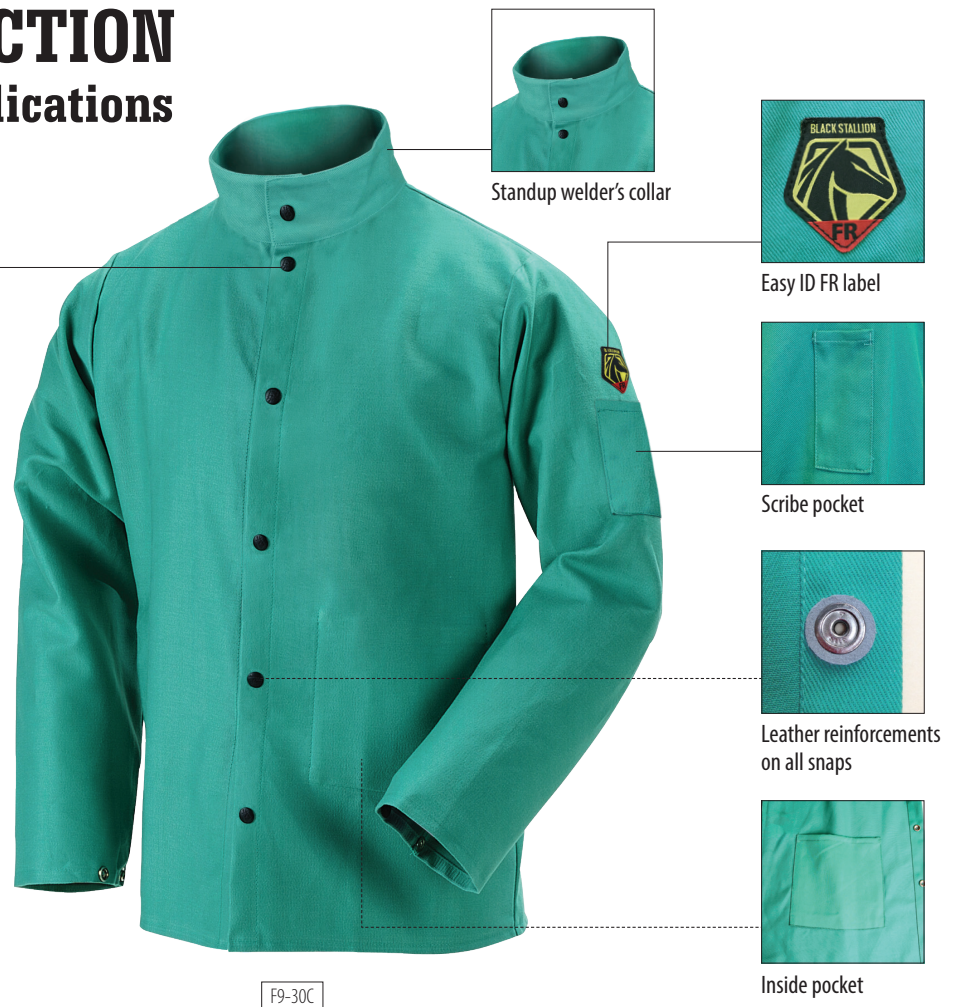 CTION
lications
Standup welder's collar
BLACK STALLION
FR
Easy ID FR label
Scribe pocket
Leather reinforcements
on all snaps
Inside pocket
F9-30C